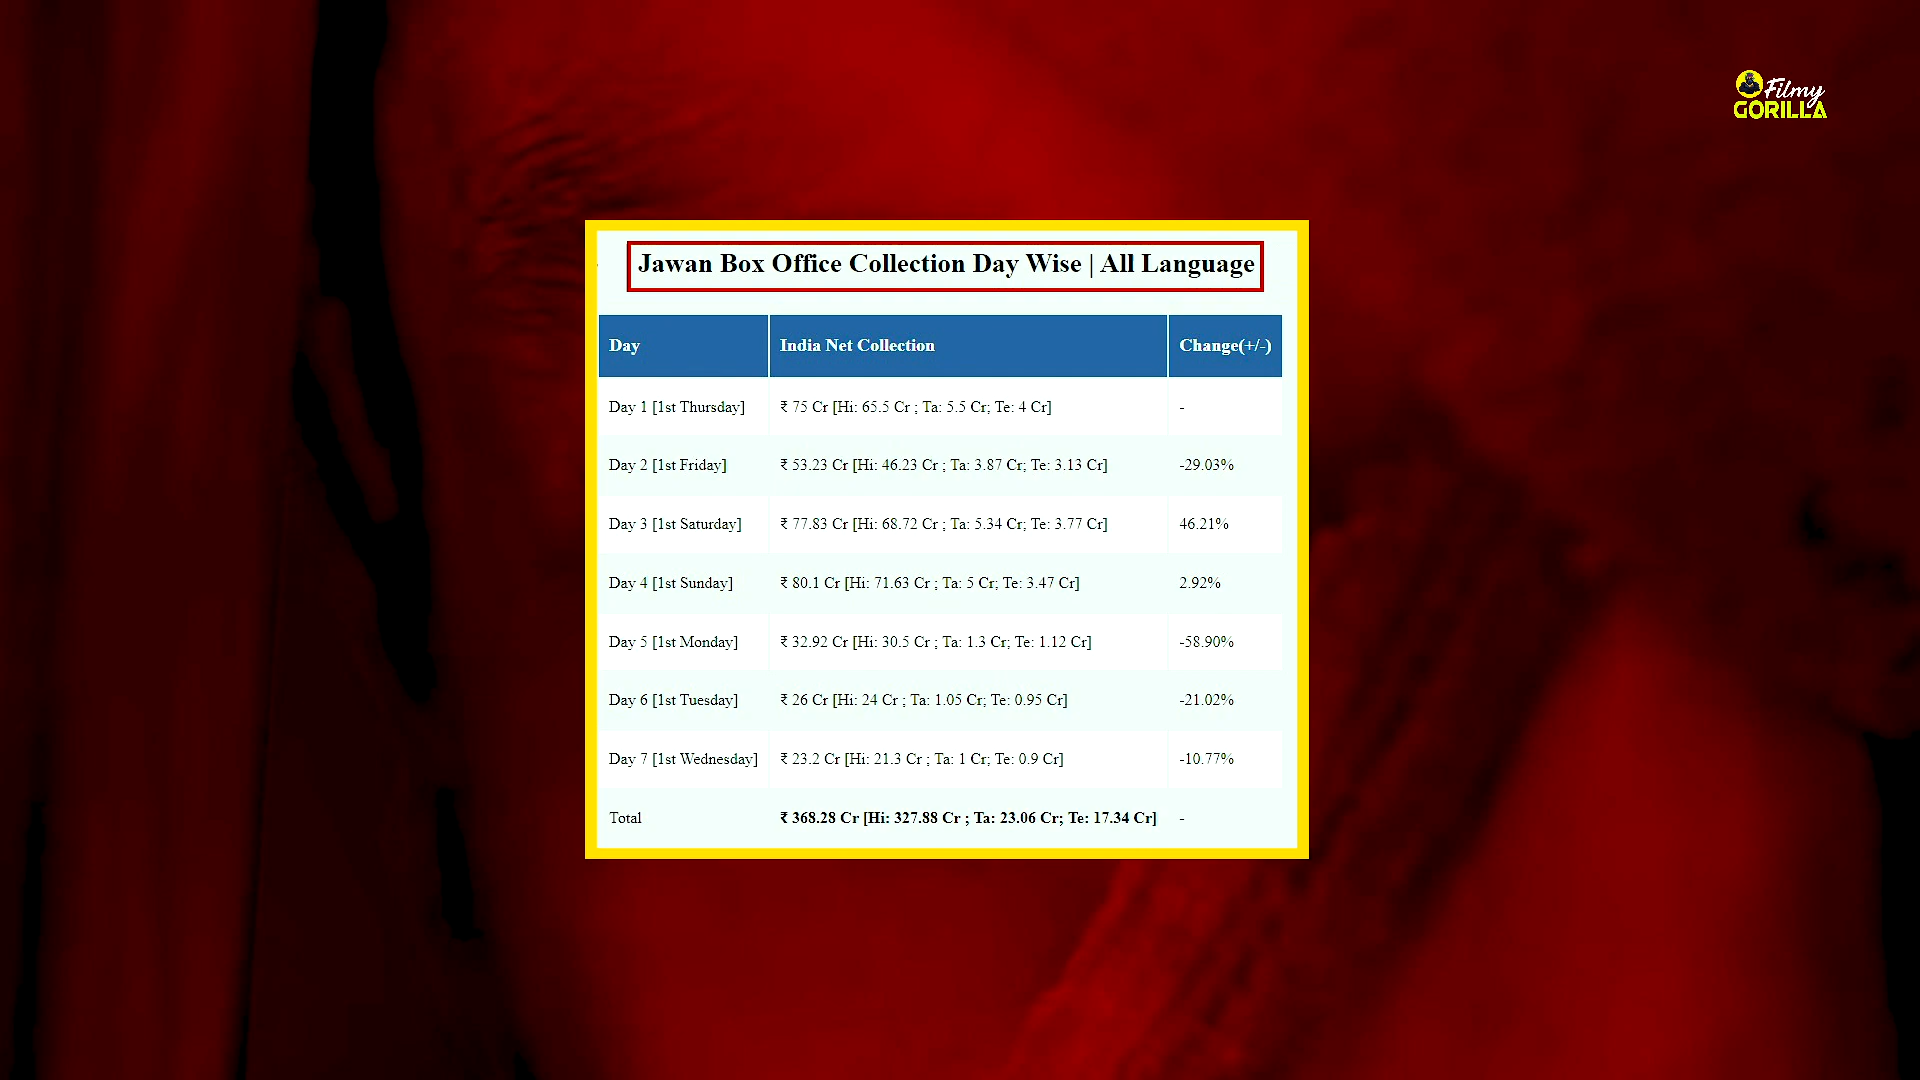 Filmy
GORILLA
Jawan Box Office Collection Day Wise | All Language
Day India Net Collection Change(+/-)
Day 1 [1st Thursday] ₹ 75 Cr [Hi: 65.5 Cr ; Ta: 5.5 Cr; Te: 4 Cr] -
Day 2 [1st Friday] ₹ 53.23 Cr [Hi: 46.23 Cr ; Ta: 3.87 Cr; Te: 3.13 Cr] -29.03%
Day 3 [1st Saturday] ₹ 77.83 Cr [Hi: 68.72 Cr ; Ta: 5.34 Cr; Te: 3.77 Cr] 46.21%
Day 4 [1st Sunday] ₹ 80.1 Cr [Hi: 71.63 Cr ; Ta: 5 Cr; Te: 3.47 Cr] 2.92%
Day 5 [1st Monday] ₹ 32.92 Cr [Hi: 30.5 Cr ; Ta: 1.3 Cr; Te: 1.12 Cr] -58.90%
Day 6 [1st Tuesday] ₹ 26 Cr [Hi: 24 Cr ; Ta: 1.05 Cr; Te: 0.95 Cr] -21.02%
Day 7 [1st Wednesday] ₹ 23.2 Cr [Hi: 21.3 Cr ; Ta: 1 Cr; Te: 0.9 Cr] -10.77%
Total ₹ 368.28 Cr [Hi: 327.88 Cr ; Ta: 23.06 Cr; Te: 17.34 Cr] -